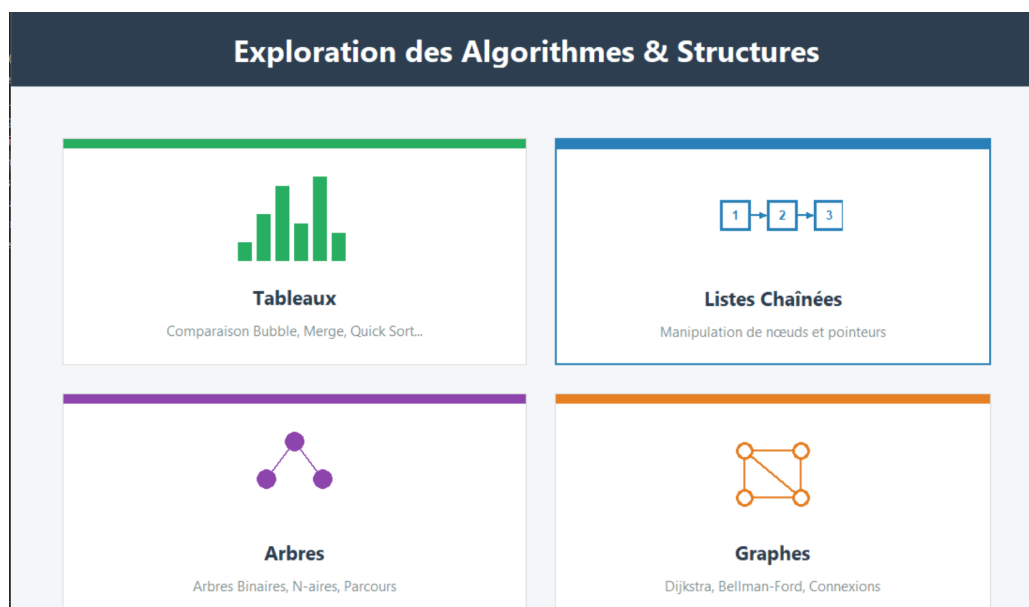 Exploration des Algorithmes & Structures
1 2 3
Tableaux
Comparaison Bubble, Merge, Quick Sort...
Listes Chaînées
Manipulation de nœuds et pointeurs
Arbres
Arbres Binaires, N-aires, Parcours
Graphes
Dijkstra, Bellman-Ford, Connexions